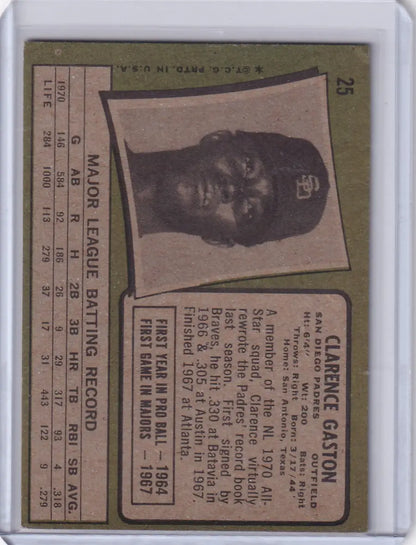 25
CLARENCE GASTON
SAN DIEGO PADRES OUTFIELD
Ht: 6'4" Wt: 200 Bats: Right
Throws: Right Born: 3/17/44
Home: San Antonio, Texas
A member of the NL 1970 All-
Star squad, Clarence virtually
rewrote the Padres' record book
last season. First signed by
Braves, he hit .330 at Batavia in
1966 & .305 at Austin in 1967.
Finished 1967 at Atlanta.
FIRST YEAR IN PRO BALL — 1964
FIRST GAME IN MAJORS — 1967
SD
MAJOR LEAGUE BATTING RECORD
G AB R H 2B 3B HR TB RBI SB AVG.
1970 146 584 92 186 26 9 29 317 93 4 .318
LIFE 284 1000 113 279 37 17 31 443 122 9 .279
* © T.C.G. PRTD. IN U.S.A.